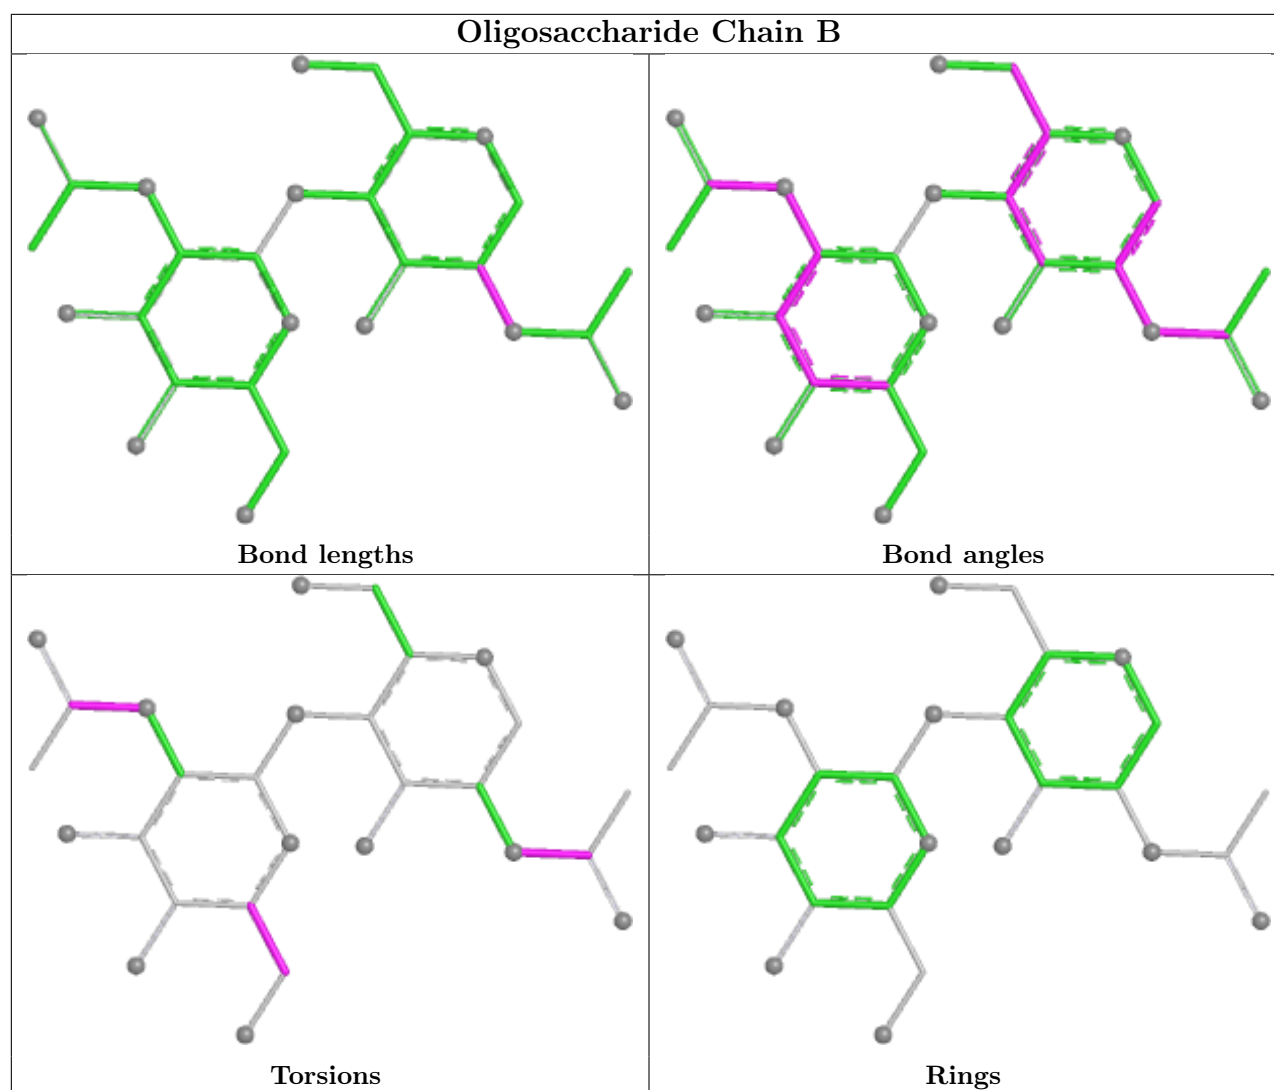 Oligosaccharide Chain B
Bond lengths
Bond angles
Torsions
Rings